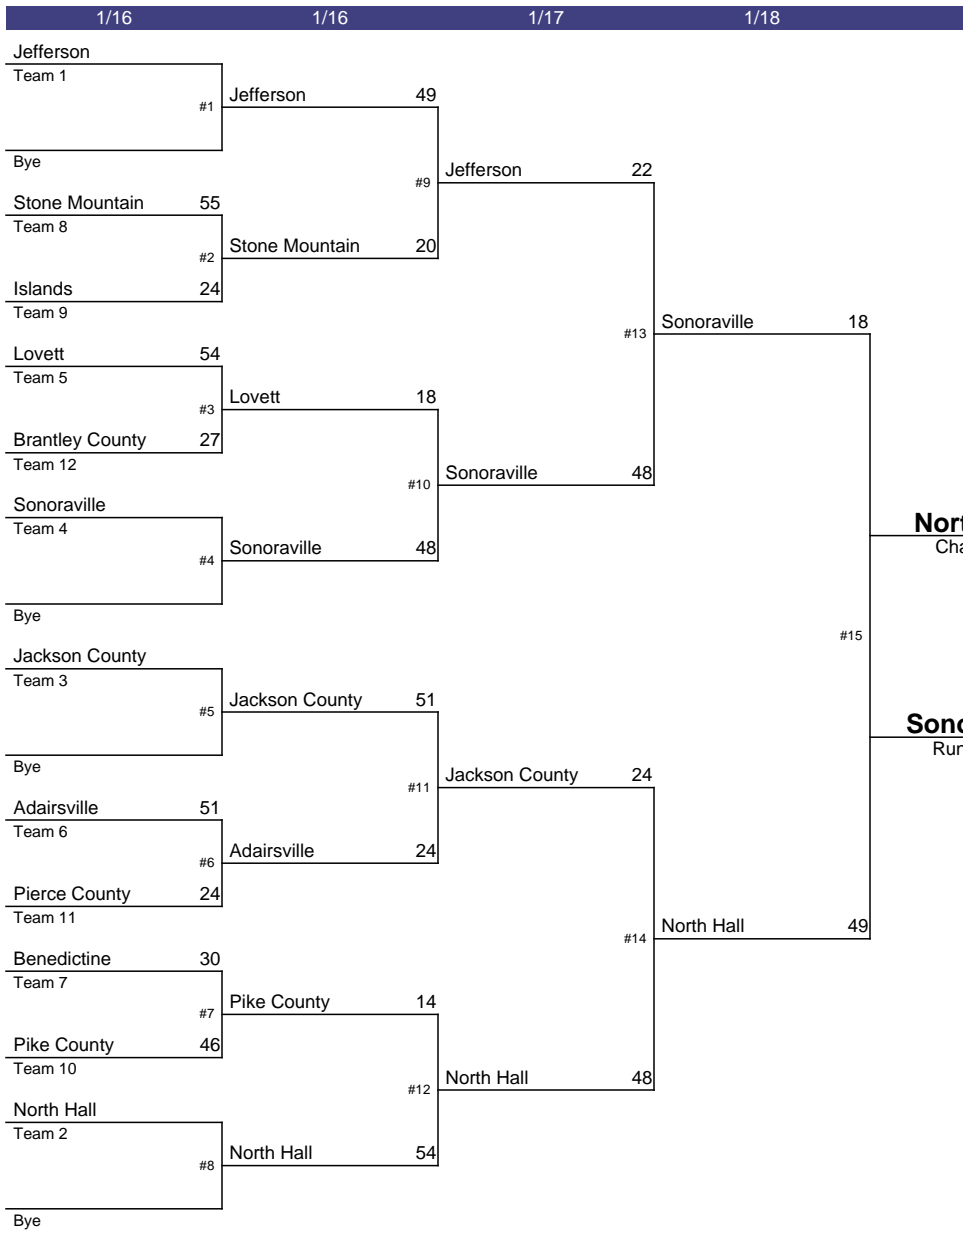 1/16 1/16 1/17 1/18
Jefferson
Team 1
#1
Jefferson 49
Bye
#9
Jefferson 22
Stone Mountain 55
Team 8
#2
Stone Mountain 20
Islands 24
Team 9
#13
Sonoraville 18
Lovett 54
Team 5
#3
Lovett 18
Brantley County 27
Team 12
#10
Sonoraville 48
Sonoraville
Team 4
#4
Sonoraville 48
Bye
Nort
Cha
#15
Jackson County
Team 3
#5
Jackson County 51
Bye
#11
Jackson County 24
Sono
Run
Adairsville 51
Team 6
#6
Adairsville 24
Pierce County 24
Team 11
#14
North Hall 49
Benedictine 30
Team 7
#7
Pike County 14
Pike County 46
Team 10
#12
North Hall 48
North Hall
Team 2
#8
North Hall 54
Bye